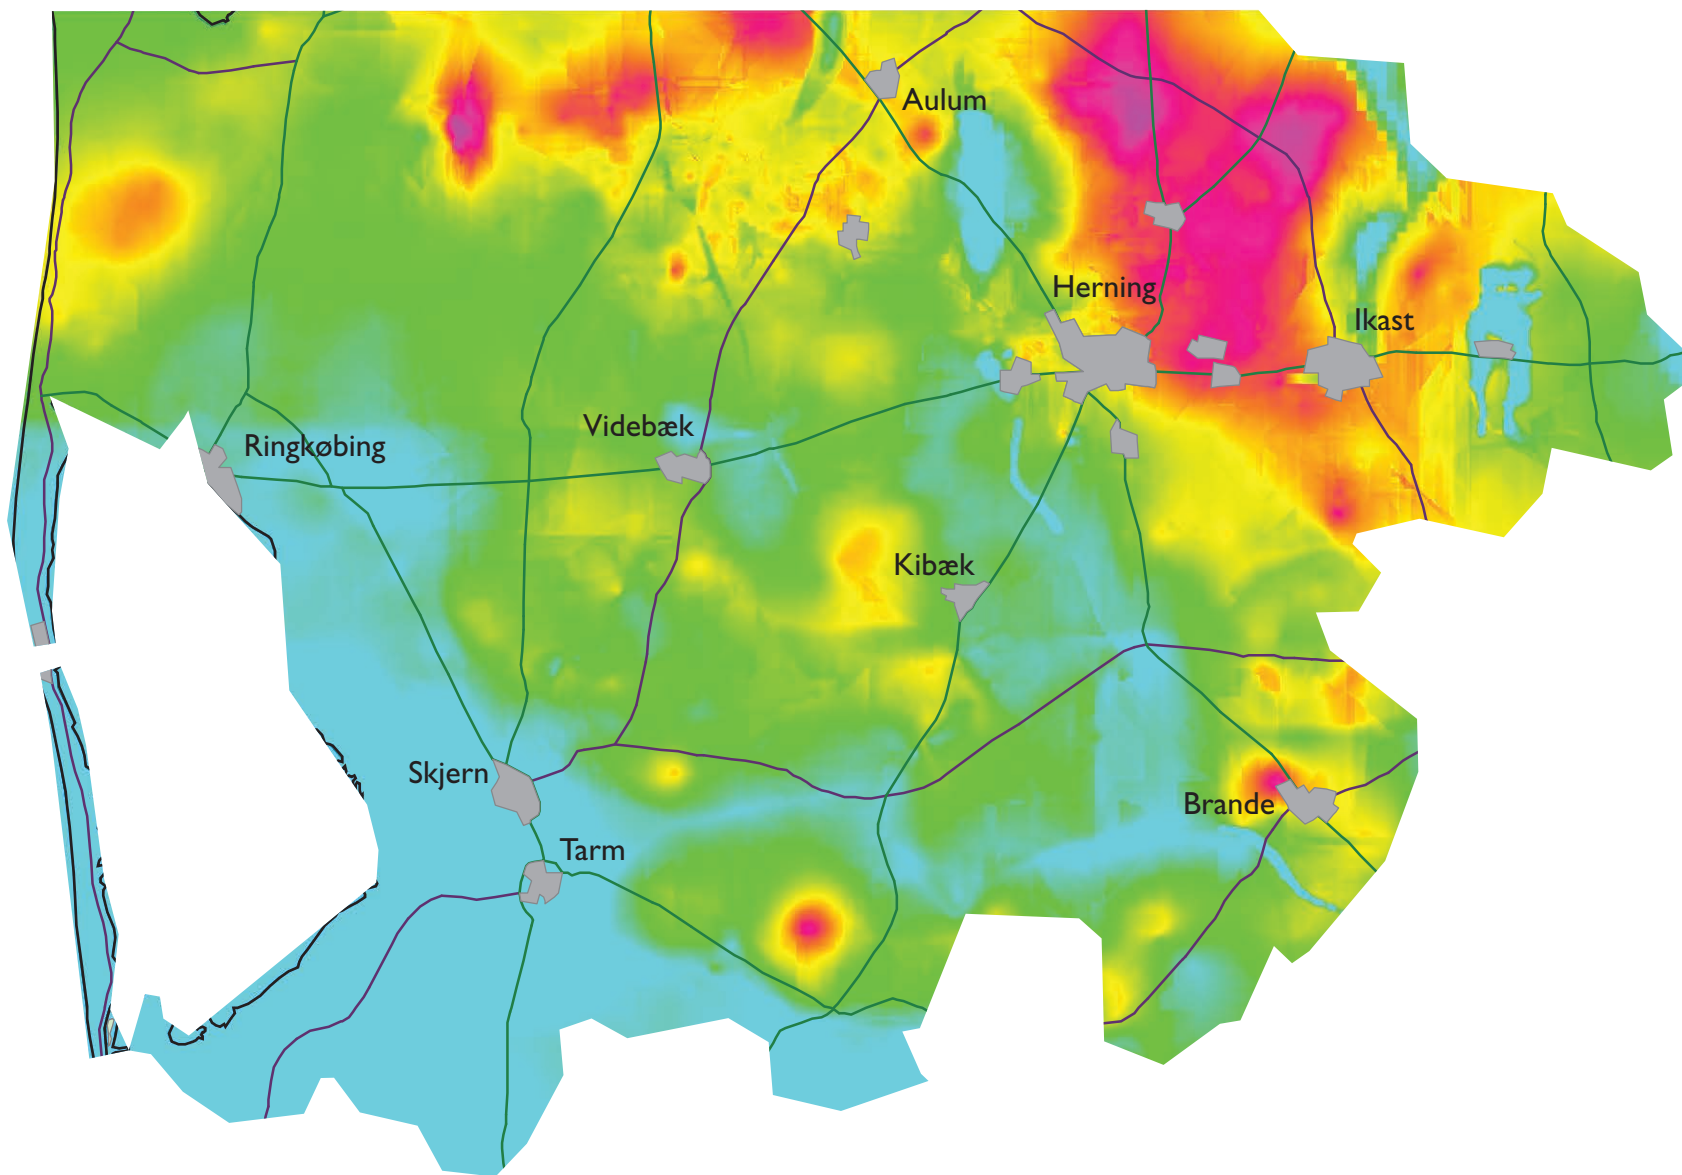 Aulum
Herning
Ikast
Ringkøbing
Videbæk
Kibæk
Skjern
Brande
Tarm